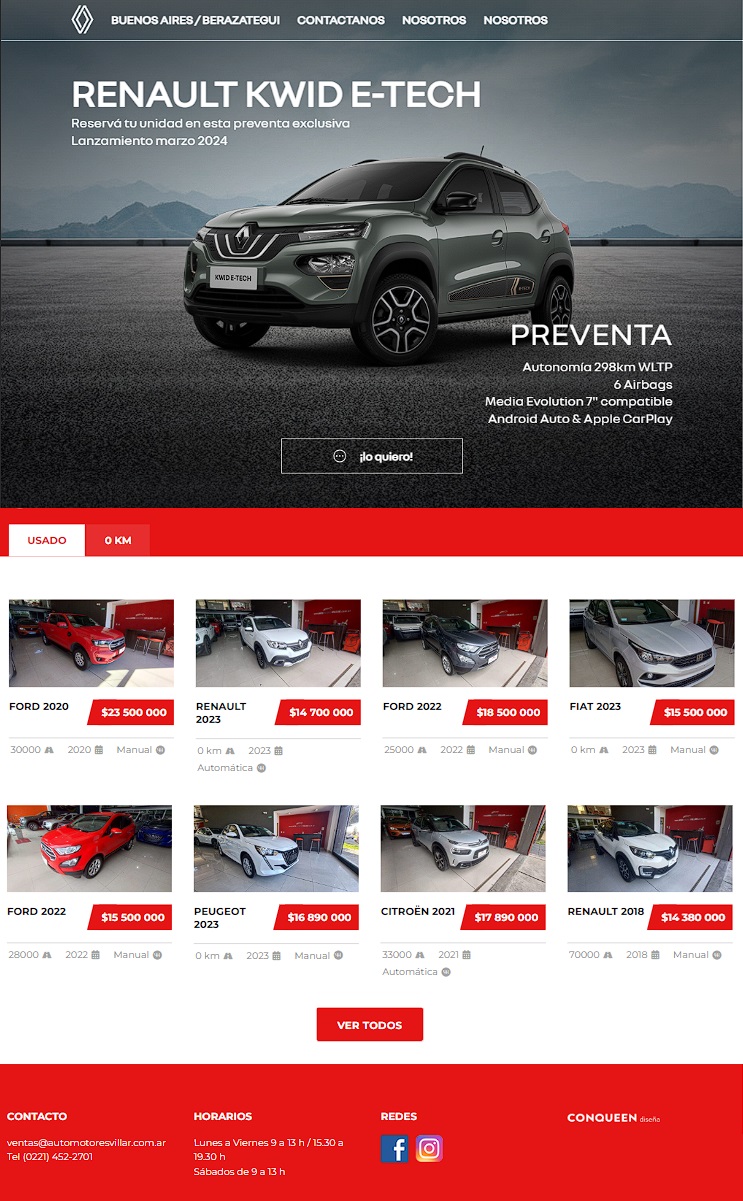 BUENOS AIRES / BERAZATEGUI CONTACTANOS NOSOTROS NOSOTROS
RENAULT KWID E-TECH
Reservá tu unidad en esta preventa exclusiva
Lanzamiento marzo 2024
KWID E-TECH
E-TECH
PREVENTA
Autonomía 298km WLTP
6 Airbags
Media Evolution 7" compatible
Android Auto & Apple CarPlay
¡lo quiero!
USADO 0 KM
FORD 2020 $23 500 000
30000 2020 Manual
RENAULT
2023
$14 700 000
0 km 2023
Automática
FORD 2022 $18 500 000
25000 2022 Manual
FIAT 2023 $15 500 000
0 km 2023 Manual
FORD 2022 $15 500 000
28000 2022 Manual
PEUGEOT
2023
$16 890 000
0 km 2023 Manual
CITROËN 2021 $17 890 000
33000 2021
Automática
RENAULT 2018 $14 380 000
70000 2018 Manual
VER TODOS
CONTACTO
ventas@automotoresvillar.com.ar
Tel (0221) 452-2701
HORARIOS
Lunes a Viernes 9 a 13 h / 15.30 a
19.30 h
Sábados de 9 a 13 h
REDES
CONQUEEN diseña